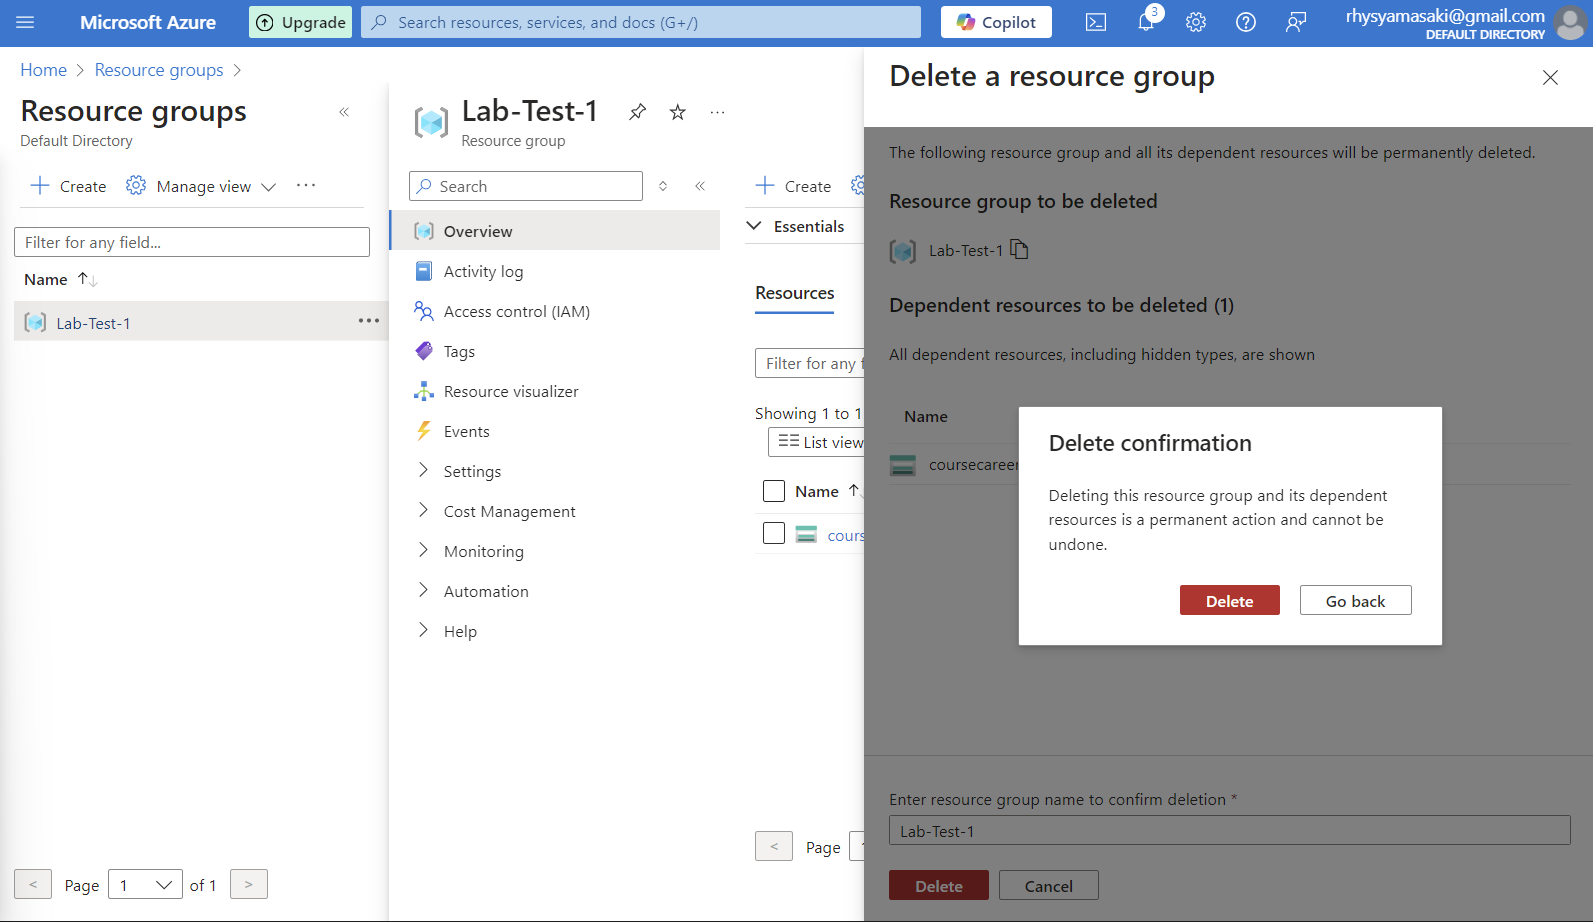 Microsoft Azure
Upgrade
Search resources, services, and docs (G+/)
Copilot
3
rhysyamasaki@gmail.com
DEFAULT DIRECTORY
Home > Resource groups >
Resource groups
Default Directory
Create
Manage view
Filter for any field...
Name
Lab-Test-1
< Page 1 of 1 >
Lab-Test-1
Resource group
Search
Overview
Activity log
Access control (IAM)
Tags
Resource visualizer
Events
Settings
Cost Management
Monitoring
Automation
Help
Create
Essentials
Resources
Filter for any f
Showing 1 to 1
List view
Name
cours
< Page
Delete a resource group
The following resource group and all its dependent resources will be permanently deleted.
Resource group to be deleted
Lab-Test-1
Dependent resources to be deleted (1)
All dependent resources, including hidden types, are shown
Name
coursecareer
Delete confirmation
Deleting this resource group and its dependent
resources is a permanent action and cannot be
undone.
Delete
Go back
Enter resource group name to confirm deletion *
Lab-Test-1
Delete
Cancel